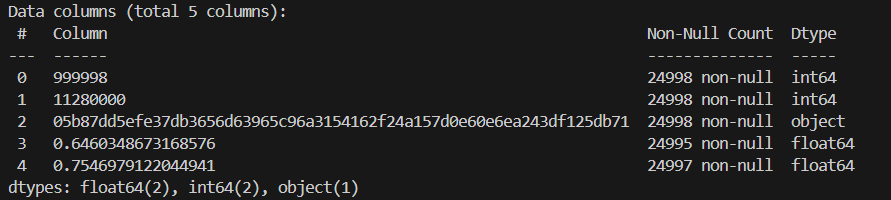 Data columns (total 5 columns):
 #   Column                                                            Non-Null Count  Dtype
---  ------                                                            --------------  -----
 0   999998                                                            24998 non-null  int64
 1   11280000                                                          24998 non-null  int64
 2   05b87dd5efe37db3656d63965c96a3154162f24a157d0e60e6ea243df125db71  24998 non-null  object
 3   0.6460348673168576                                                24995 non-null  float64
 4   0.7546979122044941                                                24997 non-null  float64
dtypes: float64(2), int64(2), object(1)